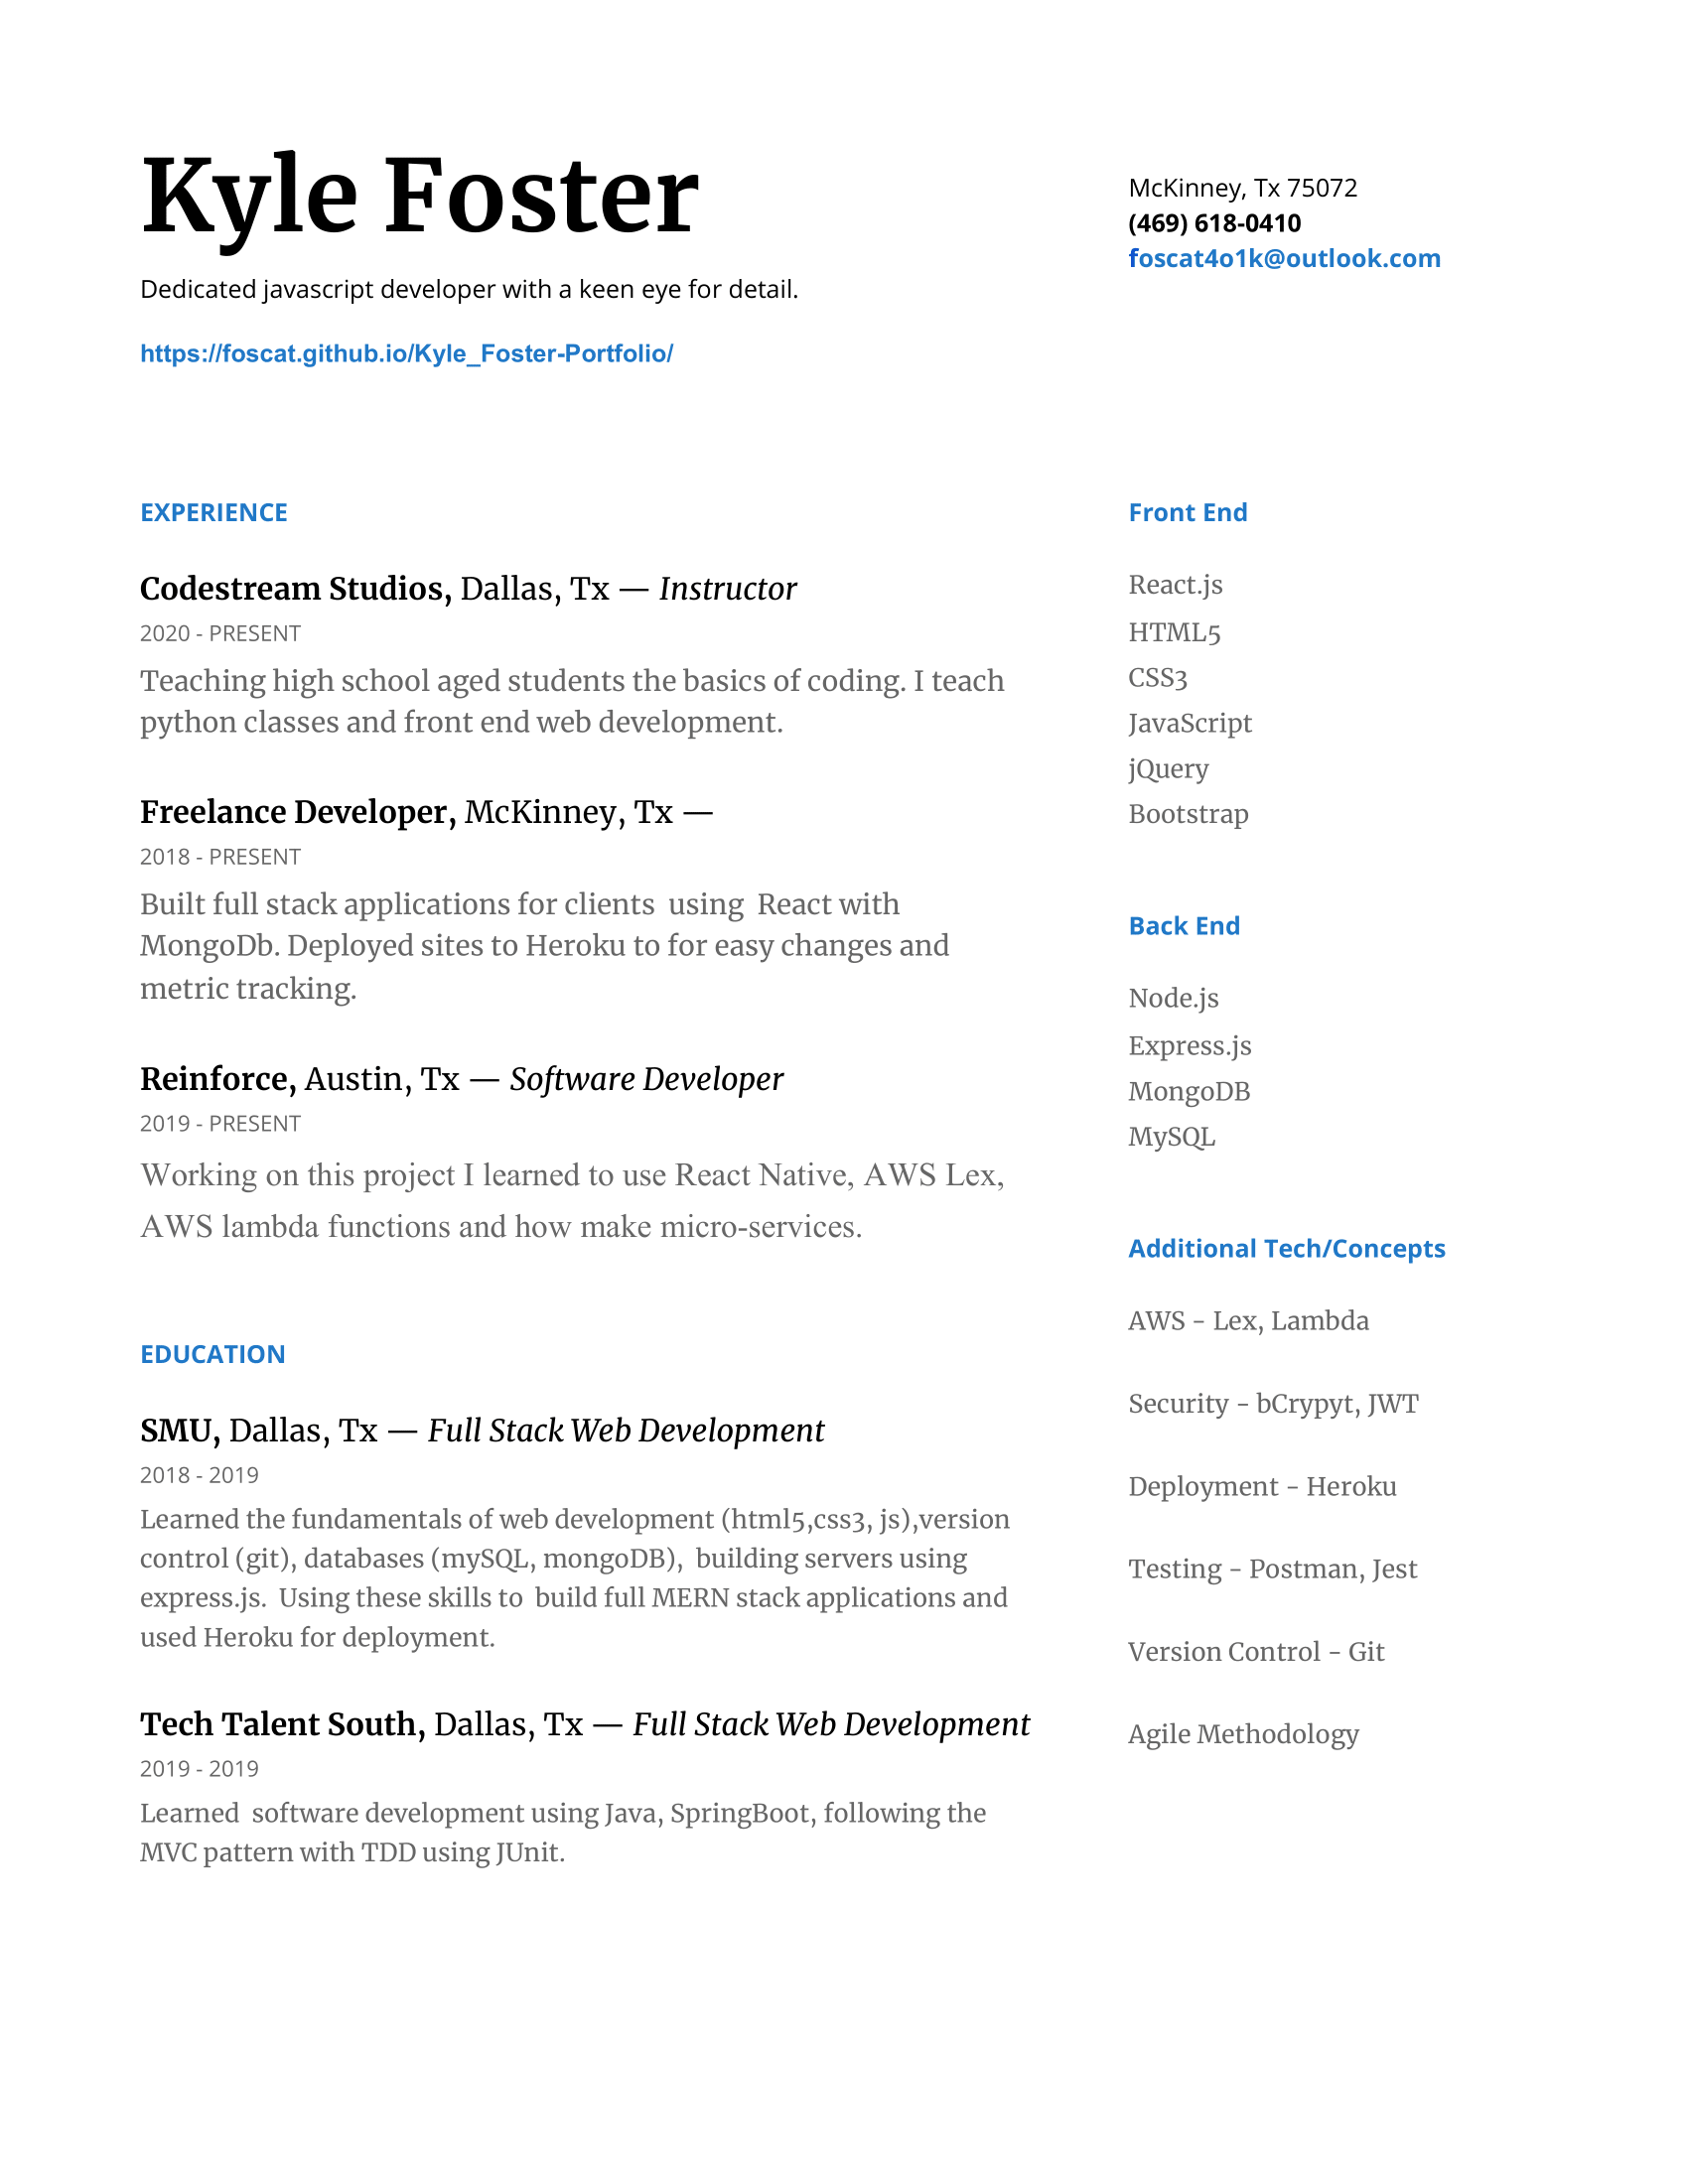 Kyle Foster
Dedicated javascript developer with a keen eye for detail.
https://foscat.github.io/Kyle_Foster-Portfolio/
McKinney, Tx 75072
(469) 618-0410
foscat4o1k@outlook.com
EXPERIENCE
Codestream Studios, Dallas, Tx — Instructor
2020 - PRESENT
Teaching high school aged students the basics of coding. I teach
python classes and front end web development.
Freelance Developer, McKinney, Tx —
2018 - PRESENT
Built full stack applications for clients  using  React with
MongoDb. Deployed sites to Heroku to for easy changes and
metric tracking.
Reinforce, Austin, Tx — Software Developer
2019 - PRESENT
Working on this project I learned to use React Native, AWS Lex,
AWS lambda functions and how make micro-services.
EDUCATION
SMU, Dallas, Tx — Full Stack Web Development
2018 - 2019
Learned the fundamentals of web development (html5,css3, js),version
control (git), databases (mySQL, mongoDB),  building servers using
express.js.  Using these skills to  build full MERN stack applications and
used Heroku for deployment.
Tech Talent South, Dallas, Tx — Full Stack Web Development
2019 - 2019
Learned  software development using Java, SpringBoot, following the
MVC pattern with TDD using JUnit.
Front End
React.js
HTML5
CSS3
JavaScript
jQuery
Bootstrap
Back End
Node.js
Express.js
MongoDB
MySQL
Additional Tech/Concepts
AWS - Lex, Lambda
Security - bCrypyt, JWT
Deployment - Heroku
Testing - Postman, Jest
Version Control - Git
Agile Methodology